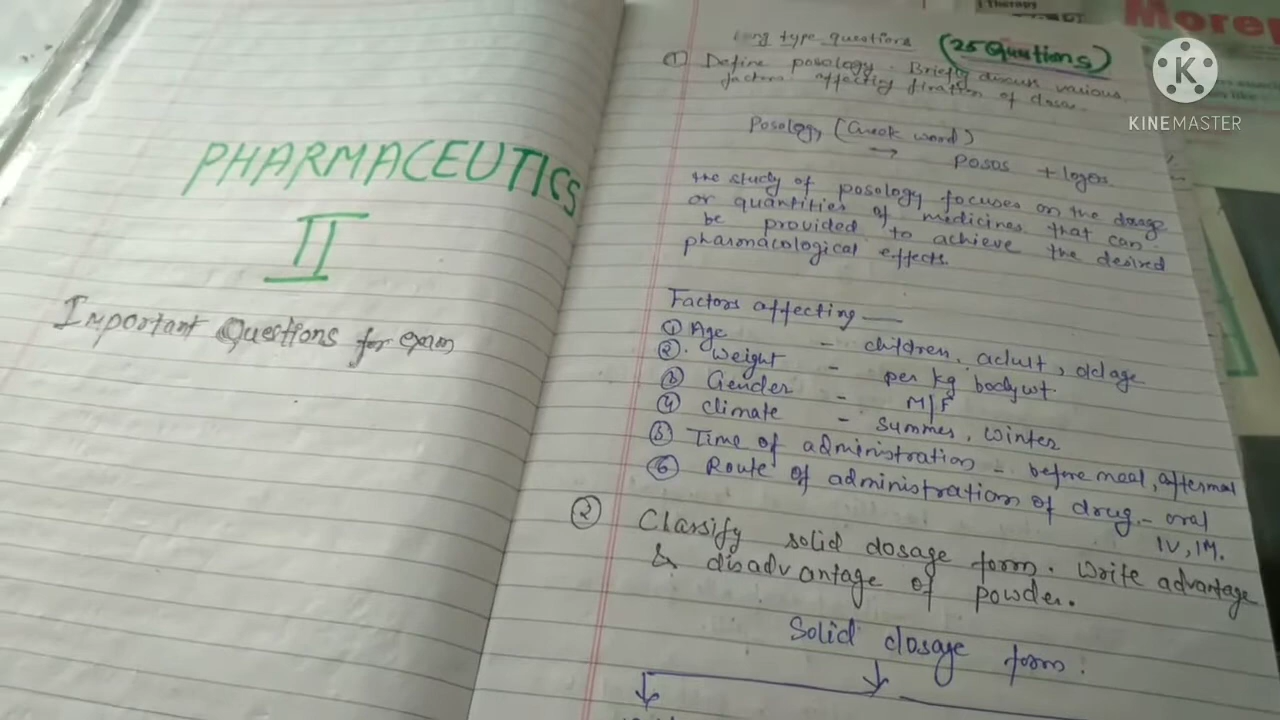 PHARMACEUTICS
II
Important Questions for exam
Long type questions (25 Questions)
① Define posology. Briefly discuss various
factors affecting fixation of dose.
Posology (Greek word)
→ Posos + logos
the study of posology focuses on the dosage
or quantities of medicines that can
be provided to achieve the desired
pharmacological effects.
Factors affecting —
① Age - children, adult, old age
②. Weight - per kg body wt.
③ Gender - M/F
④ climate - summer, winter
⑤ Time of administration - before meal, after meal
⑥ Route of administration of drug. - oral
IV, IM.
② Classify solid dosage form. Write advantage
& disadvantage of powder.
Solid dosage form.
Therapy
More
K
KINEMASTER